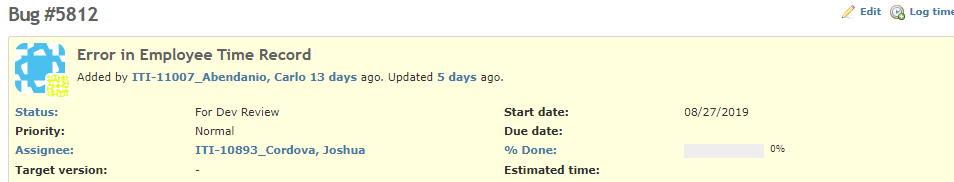 Bug #5812
Edit Log time
Error in Employee Time Record
Added by ITI-11007_Abendanio, Carlo 13 days ago. Updated 5 days ago.
Status: For Dev Review Start date: 08/27/2019
Priority: Normal Due date:
Assignee: ITI-10893_Cordova, Joshua % Done: 0%
Target version: - Estimated time: